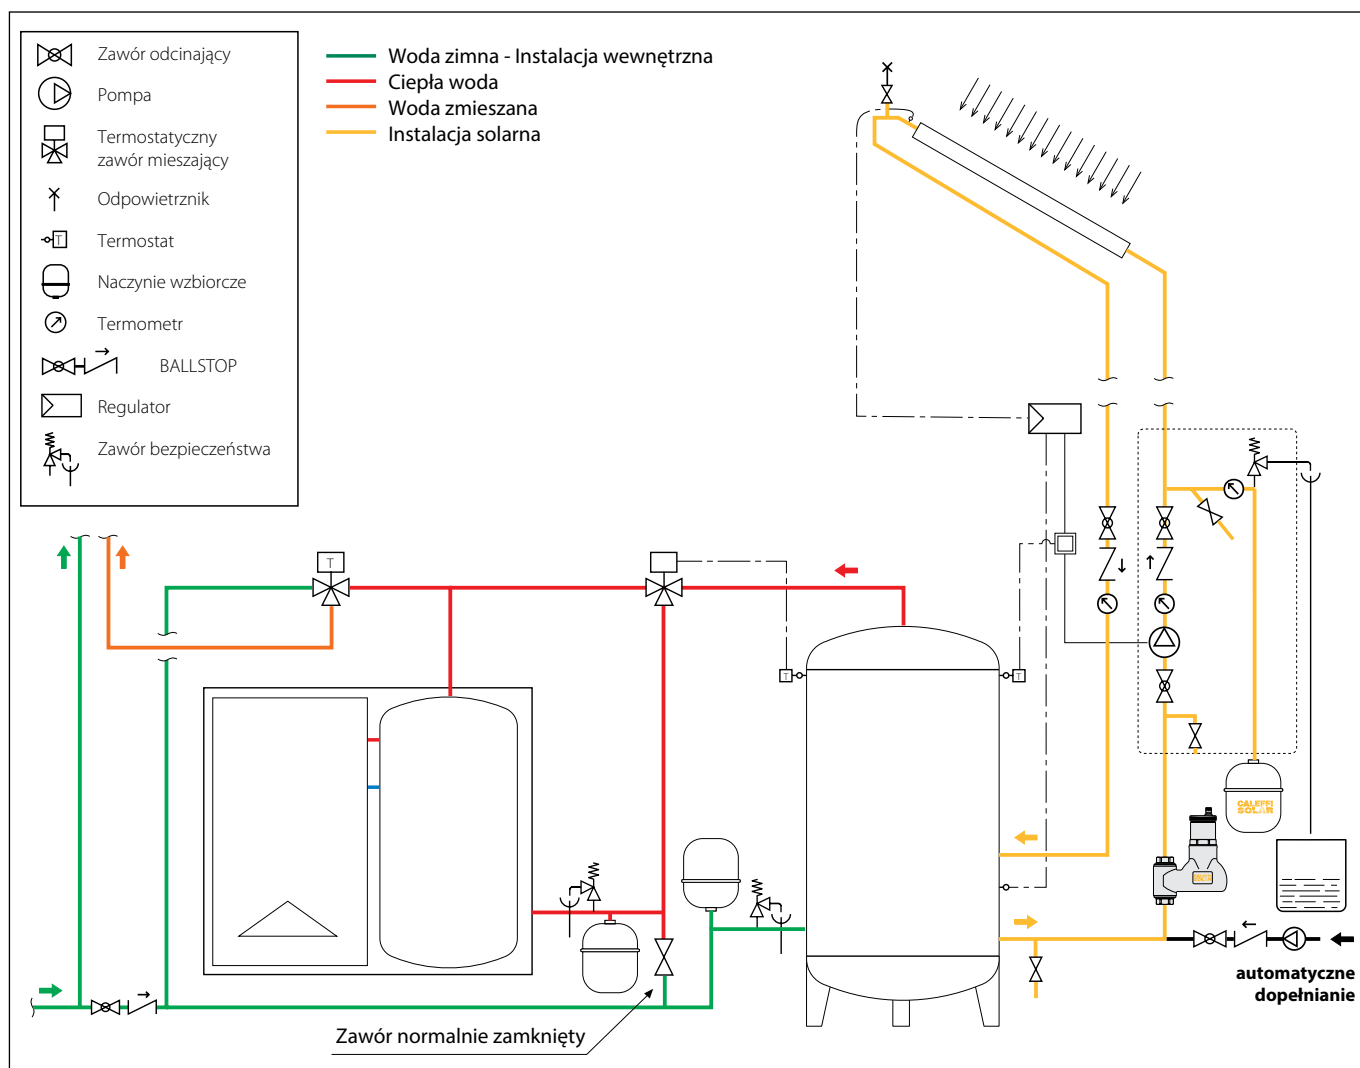 Zawór odcinający
Pompa
Termostatyczny
zawór mieszający
Odpowietrznik
T
Termostat
Naczynie wzbiorcze
Termometr
BALLSTOP
Regulator
Zawór bezpieczeństwa
Woda zimna - Instalacja wewnętrzna
Ciepła woda
Woda zmieszana
Instalacja solarna
T
T
T
CALEFFI
SOLAR
automatyczne
dopełnianie
Zawór normalnie zamknięty